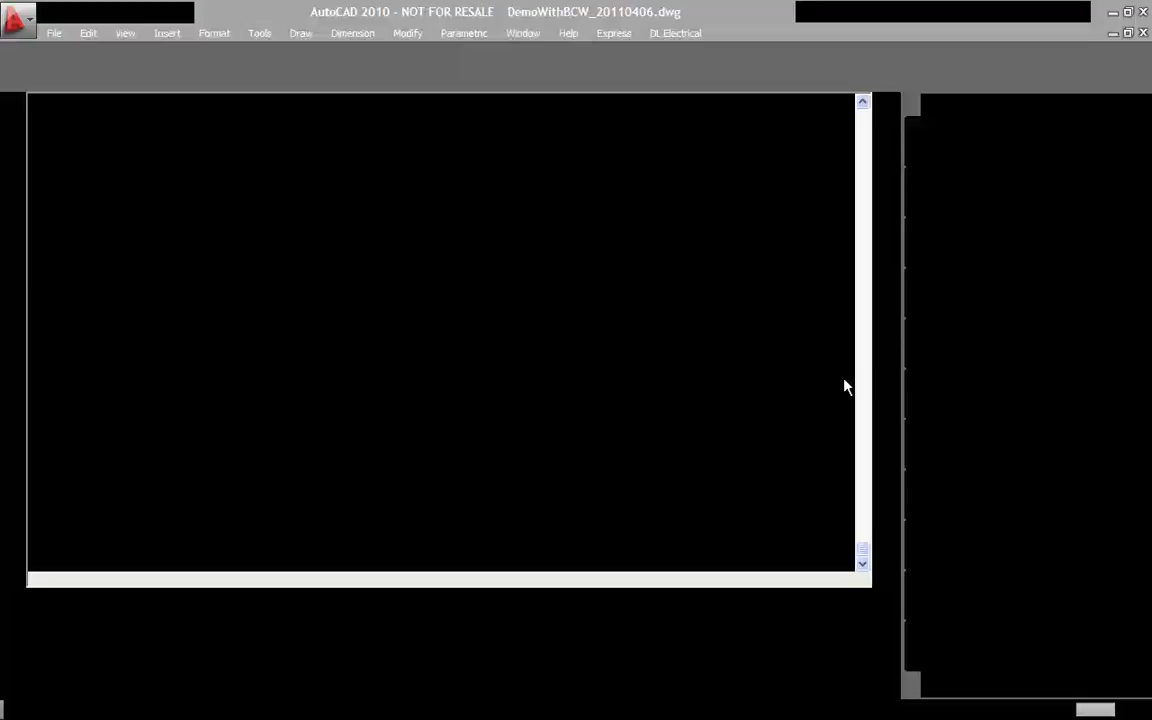 AutoCAD 2010 - NOT FOR RESALE DemoWithBCW_20110406.dwg
File Edit View Insert Format Tools Draw Dimension Modify Parametric Window Help Express DL Electrical